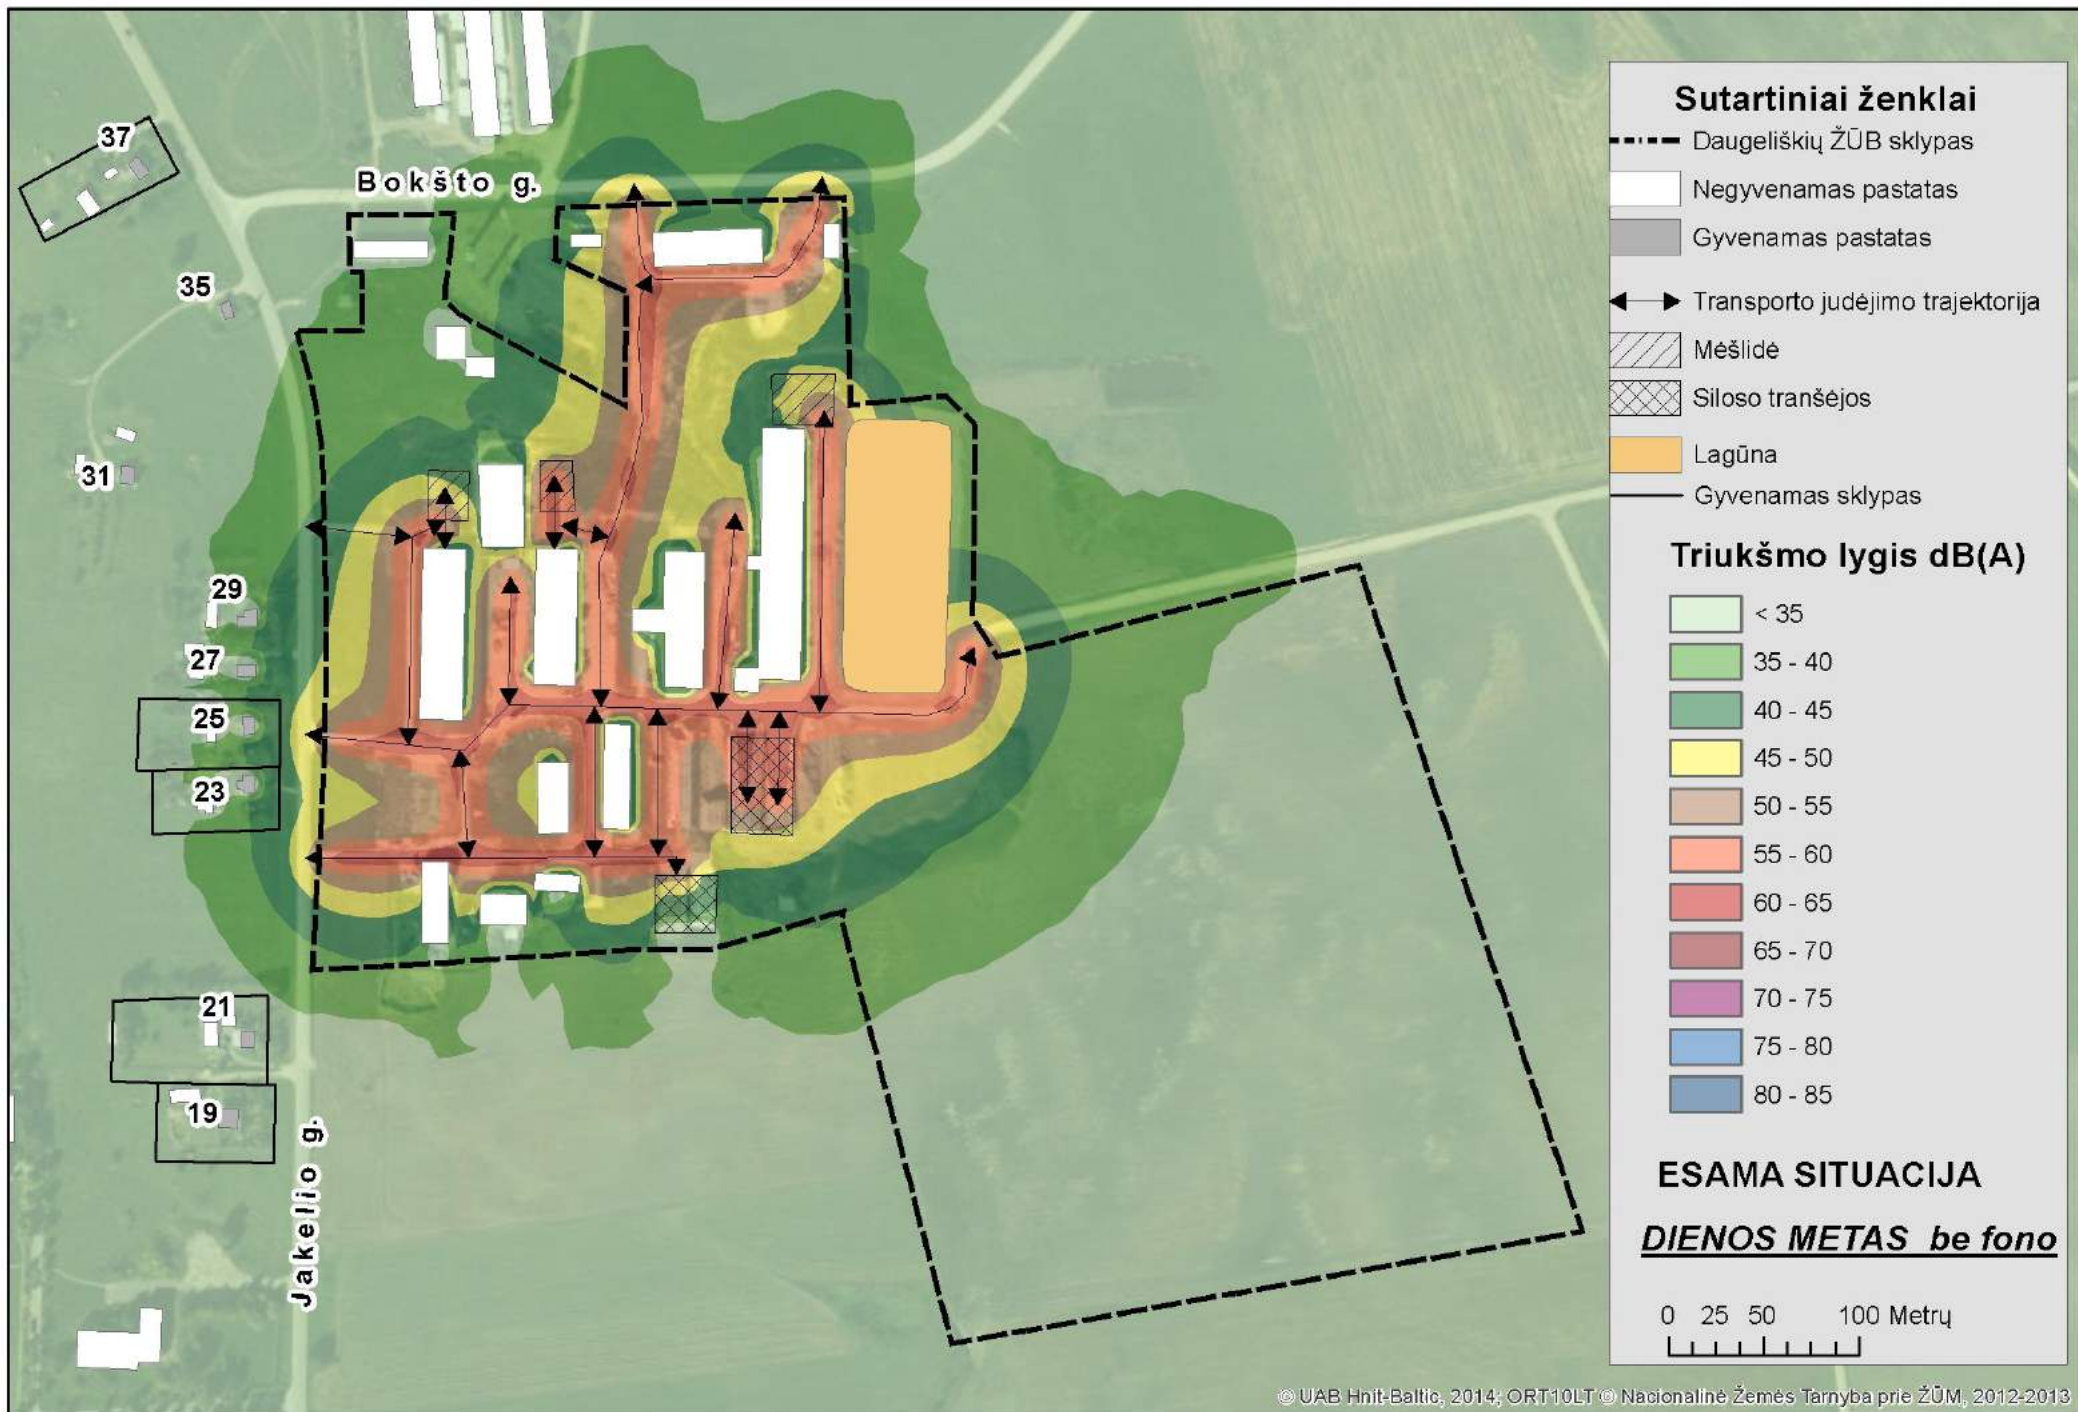 37
Bokšto g.
35
31
29
27
25
23
21
19
Jakelio g.
Sutartiniai ženklai
Daugeliškių ŽŪB sklypas
Negyvenamas pastatas
Gyvenamas pastatas
Transporto judėjimo trajektorija
Mėšlidė
Siloso tranšėjos
Lagūna
Gyvenamas sklypas
Triukšmo lygis dB(A)
< 35
35 - 40
40 - 45
45 - 50
50 - 55
55 - 60
60 - 65
65 - 70
70 - 75
75 - 80
80 - 85
ESAMA SITUACIJA
DIENOS METAS be fono
0 25 50 100 Metrų
© UAB Hnit-Baltic, 2014; ORT10LT © Nacionalinė Žemės Tarnyba prie ŽŪM, 2012-2013